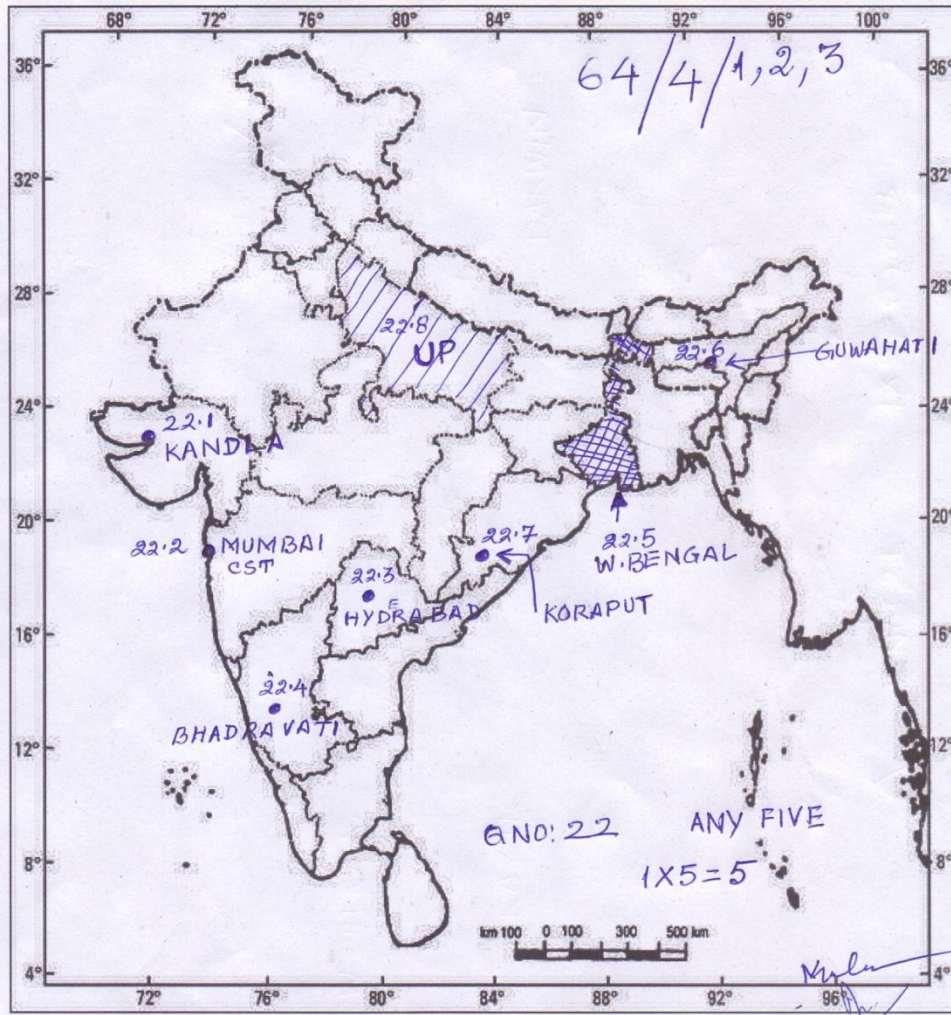 68° 72° 76° 80° 84° 88° 92° 96° 100°
64/4/1,2,3
36° 36°
32° 32°
28° 28°
22.8
UP
22.6
GUWAHATI
24° 24°
22.1
KANDLA
20° 20°
22.2 MUMBAI
CST
22.7
22.5
W.BENGAL
22.3
HYDERABAD
KORAPUT
16° 16°
22.4
BHADRAVATI
12° 12°
QNO: 22
ANY FIVE
1X5=5
8° 8°
km 100 0 100 300 500 km
4° 4°
72° 76° 80° 84° 88° 92° 96°